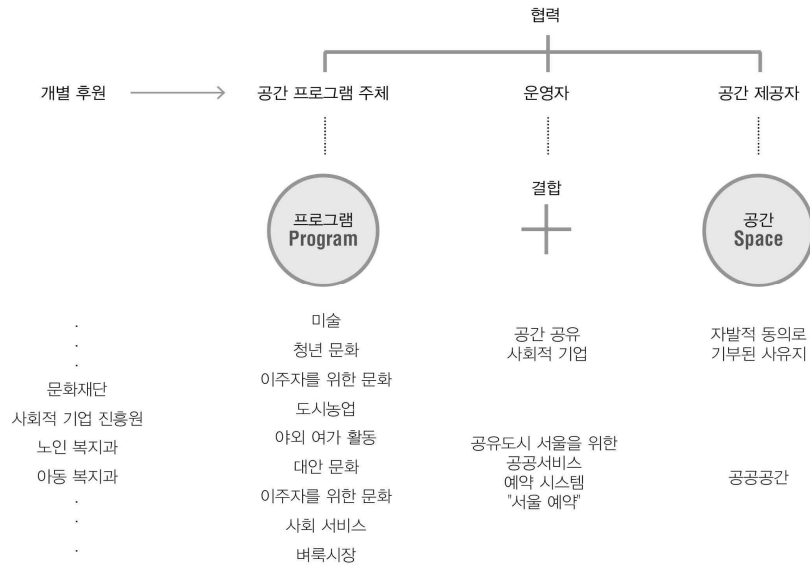 협력
개별 후원
공간 프로그램 주체
운영자
공간 제공자
결합
프로그램
Program
공간
Space
.
.
.
문화재단
사회적 기업 진흥원
노인 복지과
아동 복지과
.
.
.
미술
청년 문화
이주자를 위한 문화
도시농업
야외 여가 활동
대안 문화
이주자를 위한 문화
사회 서비스
벼룩시장
공간 공유
사회적 기업
공유도시 서울을 위한
공공서비스
예약 시스템
"서울 예약"
자발적 동의로
기부된 사유지
공공공간